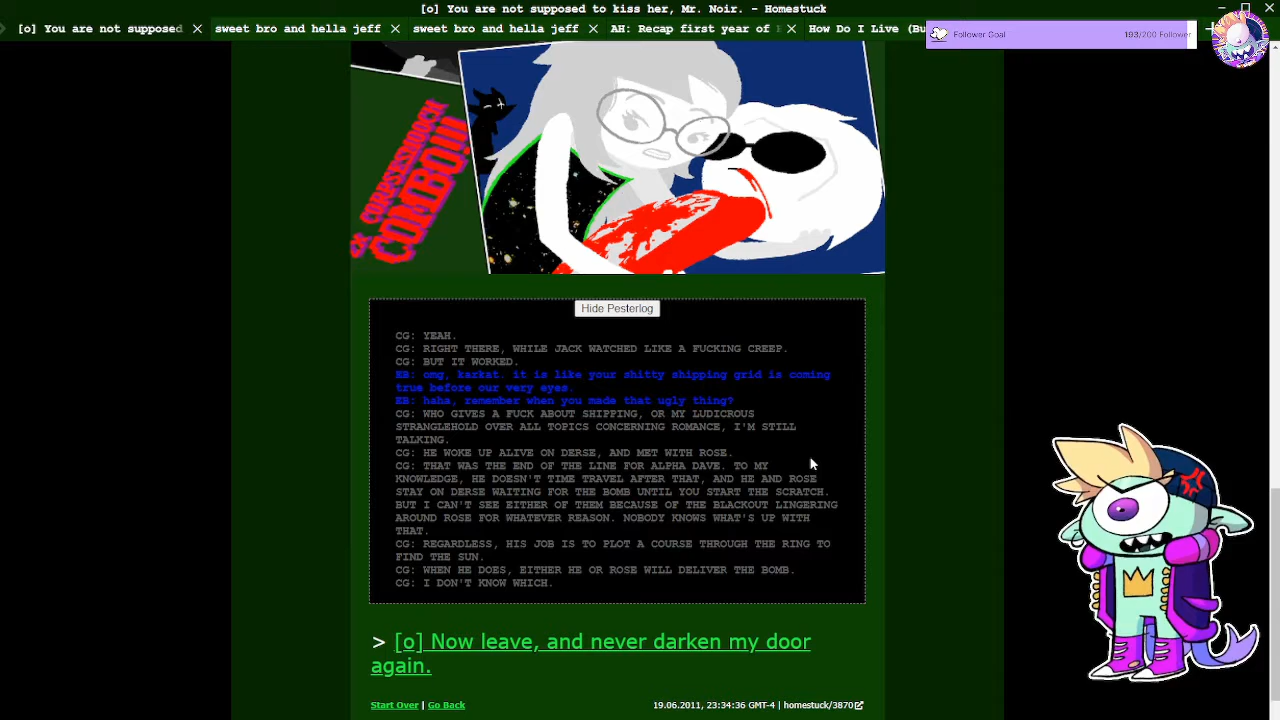 [o] You are not supposed to kiss her, Mr. Noir. - Homestuck
[o] You are not supposed
sweet bro and hella jeff
sweet bro and hella jeff
AH: Recap first year of
How Do I Live (Bu
Follower Goal
193/200 Follower
CORPSESMOOCH
COMBO!!!
Hide Pesterlog
CG: YEAH.
CG: RIGHT THERE, WHILE JACK WATCHED LIKE A FUCKING CREEP.
CG: BUT IT WORKED.
EB: omg, karkat. it is like your shitty shipping grid is coming
true before our very eyes.
EB: haha, remember when you made that ugly thing?
CG: WHO GIVES A FUCK ABOUT SHIPPING, OR MY LUDICROUS
STRANGLEHOLD OVER ALL TOPICS CONCERNING ROMANCE, I'M STILL
TALKING.
CG: HE WOKE UP ALIVE ON DERSE, AND MET WITH ROSE.
CG: THAT WAS THE END OF THE LINE FOR ALPHA DAVE. TO MY
KNOWLEDGE, HE DOESN'T TIME TRAVEL AFTER THAT, AND HE AND ROSE
STAY ON DERSE WAITING FOR THE BOMB UNTIL YOU START THE SCRATCH.
BUT I CAN'T SEE EITHER OF THEM BECAUSE OF THE BLACKOUT LINGERING
AROUND ROSE FOR WHATEVER REASON. NOBODY KNOWS WHAT'S UP WITH
THAT.
CG: REGARDLESS, HIS JOB IS TO PLOT A COURSE THROUGH THE RING TO
FIND THE SUN.
CG: WHEN HE DOES, EITHER HE OR ROSE WILL DELIVER THE BOMB.
CG: I DON'T KNOW WHICH.
> [o] Now leave, and never darken my door
again.
Start Over | Go Back
19.06.2011, 23:34:36 GMT-4 | homestuck/3870